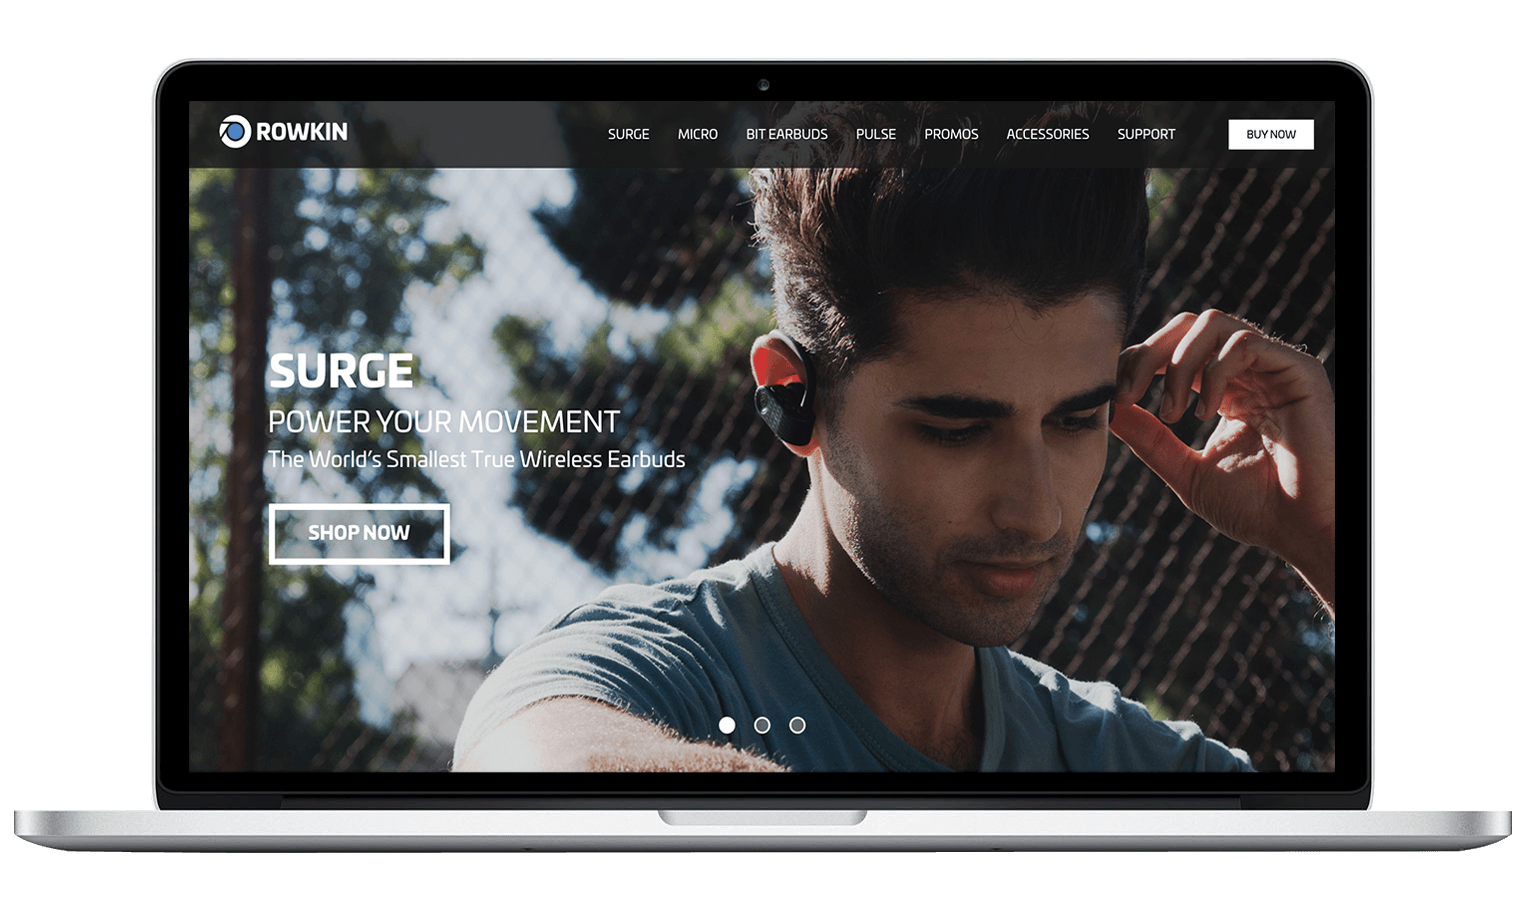 ROWKIN
SURGE MICRO BIT EARBUDS PULSE PROMOS ACCESSORIES SUPPORT BUY NOW
SURGE
POWER YOUR MOVEMENT
The World's Smallest True Wireless Earbuds
SHOP NOW